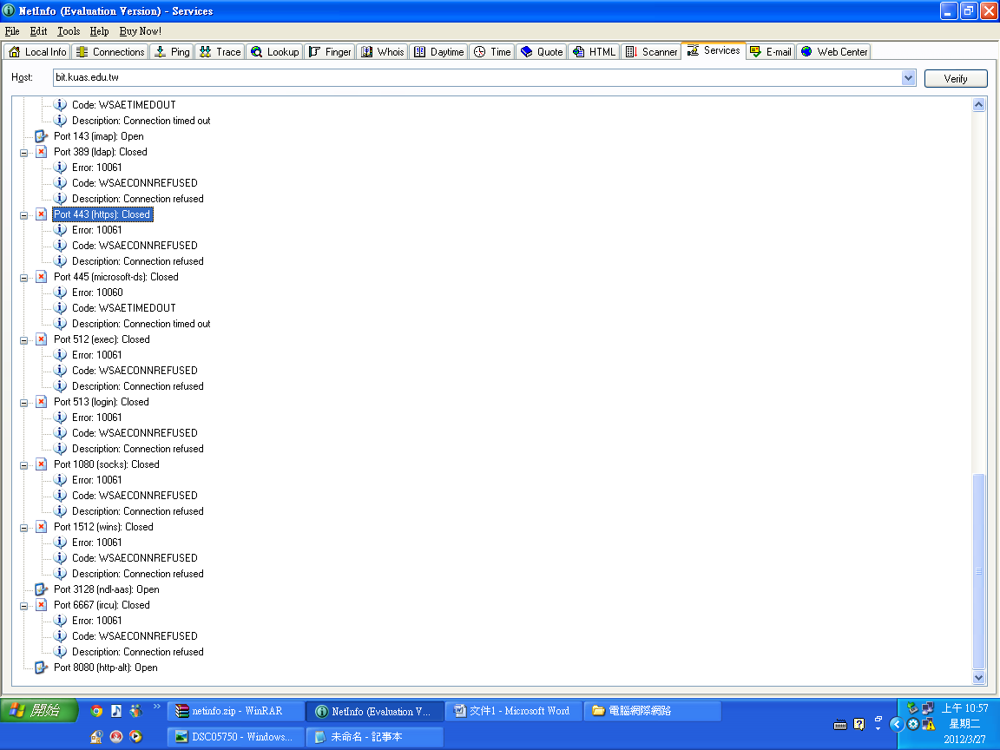 NetInfo (Evaluation Version) - Services
File Edit Tools Help Buy Now!
Local Info Connections Ping Trace Lookup Finger Whois Daytime Time Quote HTML Scanner Services E-mail Web Center
Host: bit.kuas.edu.tw Verify
Code: WSAETIMEDOUT
Description: Connection timed out
Port 143 (imap): Open
Port 389 (ldap): Closed
Error: 10061
Code: WSAECONNREFUSED
Description: Connection refused
Port 443 (https): Closed
Error: 10061
Code: WSAECONNREFUSED
Description: Connection refused
Port 445 (microsoft-ds): Closed
Error: 10060
Code: WSAETIMEDOUT
Description: Connection timed out
Port 512 (exec): Closed
Error: 10061
Code: WSAECONNREFUSED
Description: Connection refused
Port 513 (login): Closed
Error: 10061
Code: WSAECONNREFUSED
Description: Connection refused
Port 1080 (socks): Closed
Error: 10061
Code: WSAECONNREFUSED
Description: Connection refused
Port 1512 (wins): Closed
Error: 10061
Code: WSAECONNREFUSED
Description: Connection refused
Port 3128 (ndl-aas): Open
Port 6667 (ircu): Closed
Error: 10061
Code: WSAECONNREFUSED
Description: Connection refused
Port 8080 (http-alt): Open
開始 netinfo.zip - WinRAR NetInfo (Evaluation V... 文件1 - Microsoft Word 電腦網際網路 上午 10:57
星期二
DSC05750 - Windows... 未命名 - 記事本 2012/3/27